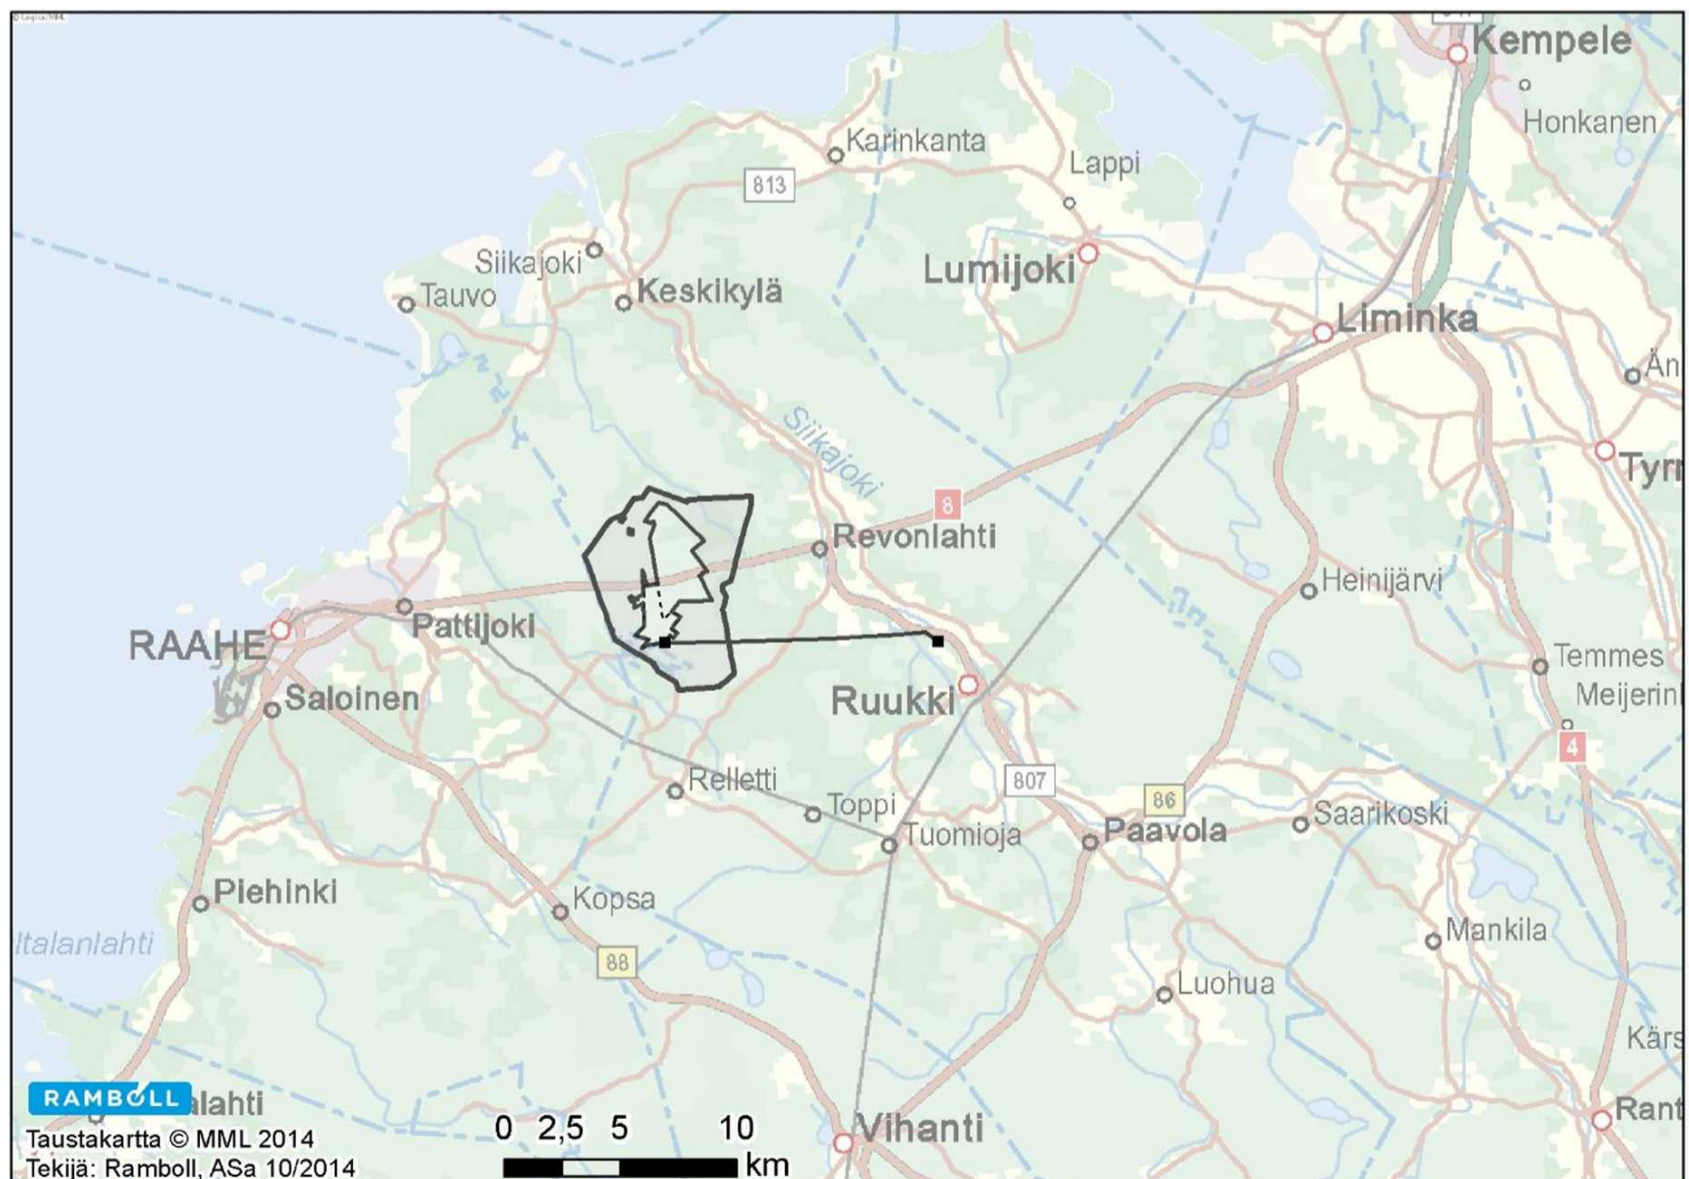 © Logica/MML
Kempele
Honkanen
Karinkanta
Lappi
813
Siikajoki
Lumijoki
Tauvo
Keskikylä
Liminka
Siikajoki
8
Revonlahti
Heinijärvi
RAAHE
Pattijoki
Temmes
Saloinen
Ruukki
4
Relletti
Toppi
807
86
Saarikoski
Tuomioja
Paavola
Piehinki
Kopsa
Mankila
88
Luohua
RAMBOLL
Taustakartta © MML 2014
Tekijä: Ramboll, ASa 10/2014
0 2,5 5 10
km
Vihanti